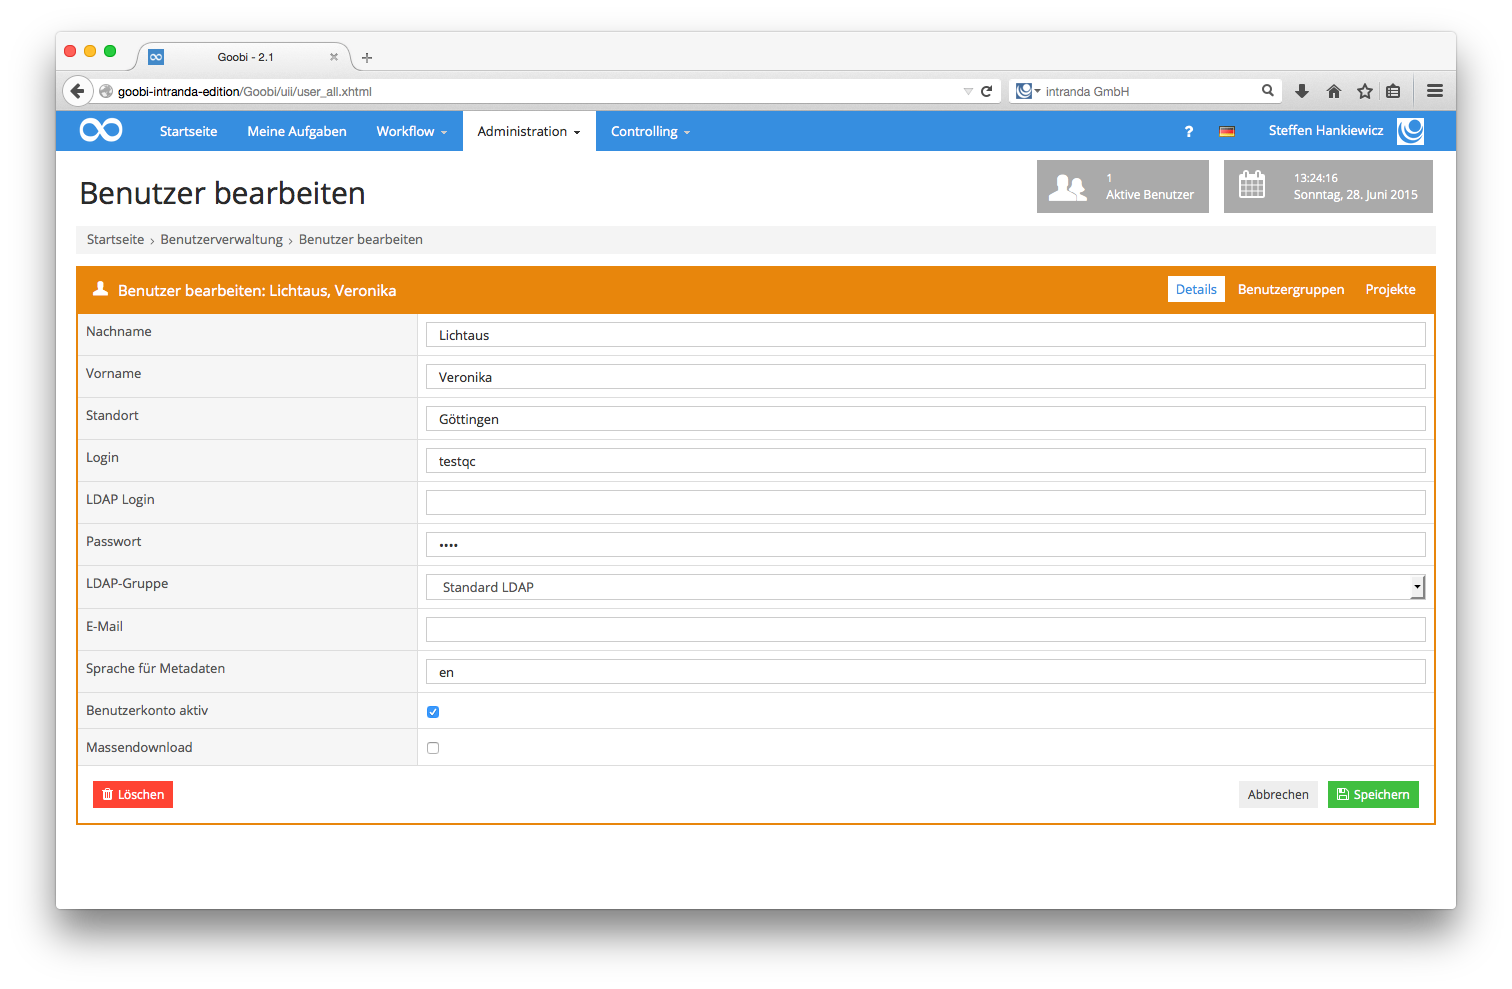 Goobi - 2.1
goobi-intranda-edition/Goobi/uii/user_all.xhtml
intranda GmbH
Startseite Meine Aufgaben Workflow Administration Controlling ? Steffen Hankiewicz
Benutzer bearbeiten
1
Aktive Benutzer
13:24:16
Sonntag, 28. Juni 2015
Startseite › Benutzerverwaltung › Benutzer bearbeiten
Benutzer bearbeiten: Lichtaus, Veronika Details Benutzergruppen Projekte
Nachname Lichtaus
Vorname Veronika
Standort Göttingen
Login testqc
LDAP Login
Passwort ••••
LDAP-Gruppe Standard LDAP
E-Mail
Sprache für Metadaten en
Benutzerkonto aktiv
Massendownload
Löschen Abbrechen Speichern